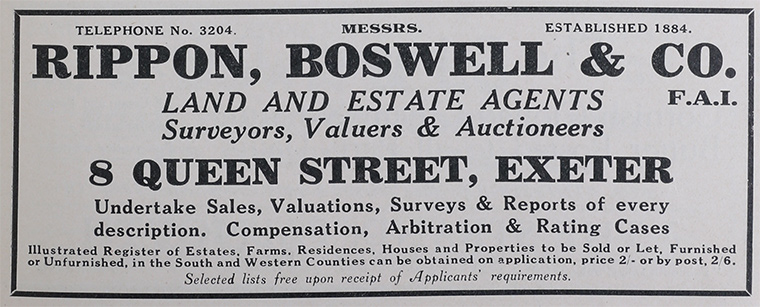 TELEPHONE No. 3204. MESSRS. ESTABLISHED 1884.
RIPPON, BOSWELL & CO.
LAND AND ESTATE AGENTS F.A.I.
Surveyors, Valuers & Auctioneers
8 QUEEN STREET, EXETER
Undertake Sales, Valuations, Surveys & Reports of every
description. Compensation, Arbitration & Rating Cases
Illustrated Register of Estates, Farms, Residences, Houses and Properties to be Sold or Let, Furnished
or Unfurnished, in the South and Western Counties can be obtained on application, price 2/- or by post, 2/6.
Selected lists free upon receipt of Applicants' requirements.